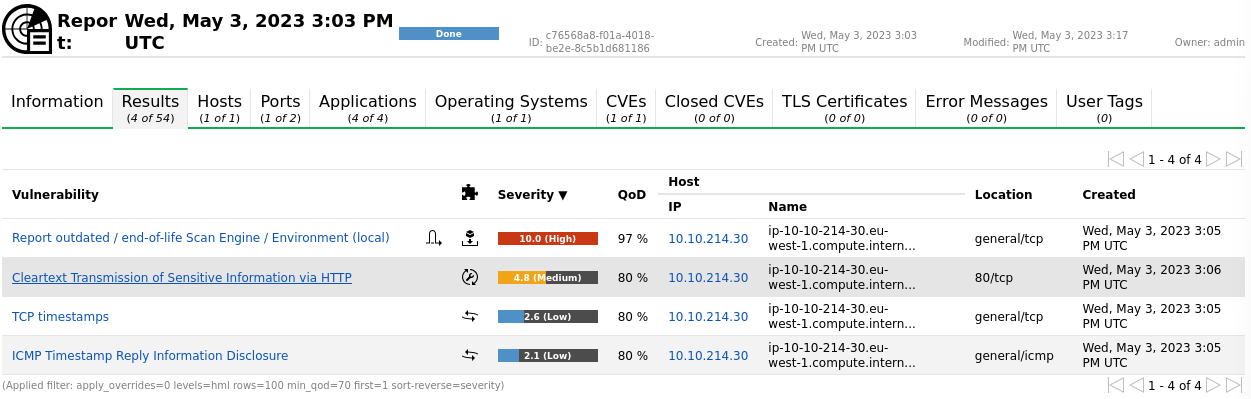 Repor Wed, May 3, 2023 3:03 PM
t: UTC
Done
ID: c76568a8-f01a-4018-
be2e-8c5b1d681186
Created: Wed, May 3, 2023 3:03
PM UTC
Modified: Wed, May 3, 2023 3:17
PM UTC
Owner: admin
Information
Results
(4 of 54)
Hosts
(1 of 1)
Ports
(1 of 2)
Applications
(4 of 4)
Operating Systems
(1 of 1)
CVEs
(1 of 1)
Closed CVEs
(0 of 0)
TLS Certificates
(0 of 0)
Error Messages
(0 of 0)
User Tags
(0)
1 - 4 of 4
Vulnerability Severity ▼ QoD Host Location Created
IP Name
Report outdated / end-of-life Scan Engine / Environment (local) 10.0 (High) 97 % 10.10.214.30 ip-10-10-214-30.eu- general/tcp Wed, May 3, 2023 3:05
west-1.compute.intern... PM UTC
Cleartext Transmission of Sensitive Information via HTTP 4.8 (Medium) 80 % 10.10.214.30 ip-10-10-214-30.eu- 80/tcp Wed, May 3, 2023 3:06
west-1.compute.intern... PM UTC
TCP timestamps 2.6 (Low) 80 % 10.10.214.30 ip-10-10-214-30.eu- general/tcp Wed, May 3, 2023 3:05
west-1.compute.intern... PM UTC
ICMP Timestamp Reply Information Disclosure 2.1 (Low) 80 % 10.10.214.30 ip-10-10-214-30.eu- general/icmp Wed, May 3, 2023 3:05
west-1.compute.intern... PM UTC
(Applied filter: apply_overrides=0 levels=hml rows=100 min_qod=70 first=1 sort-reverse=severity) 1 - 4 of 4